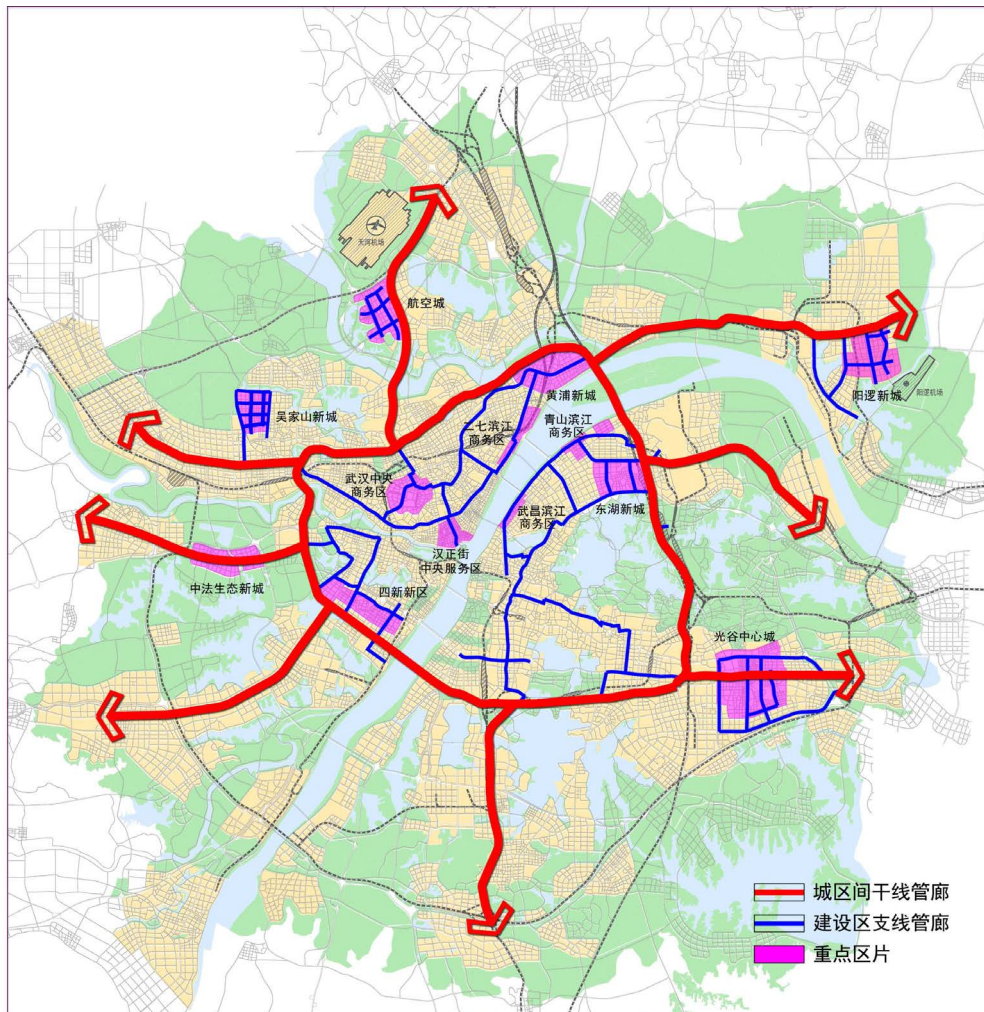 天河机场
航空城
黄浦新城
阳逻新城
吴家山新城
二七滨江
商务区
青山滨江
商务区
武汉中央
商务区
武昌滨江
商务区
东湖新城
汉正街
中央服务区
中法生态新城
四新新区
光谷中心城
城区间干线管廊
建设区支线管廊
重点区片